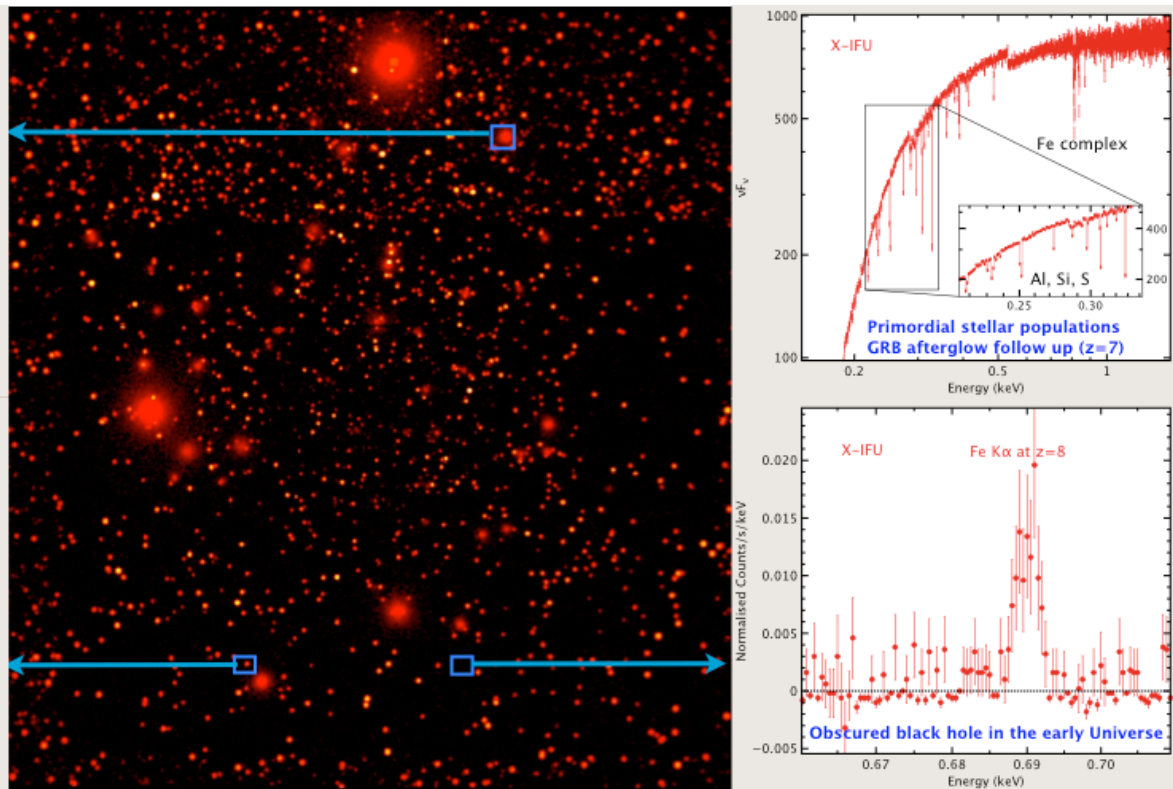 1000
X-IFU
500
Fe complex
νFᵥ
400
200
Al, Si, S
200
0.25 0.30
Primordial stellar populations
GRB afterglow follow up (z=7)
100
0.2 0.5 1
Energy (keV)
X-IFU
Fe Kα at z=8
0.020
0.015
0.010
Normalised Counts/s/keV
0.005
0
Obscured black hole in the early Universe
−0.005
0.67 0.68 0.69 0.70
Energy (keV)